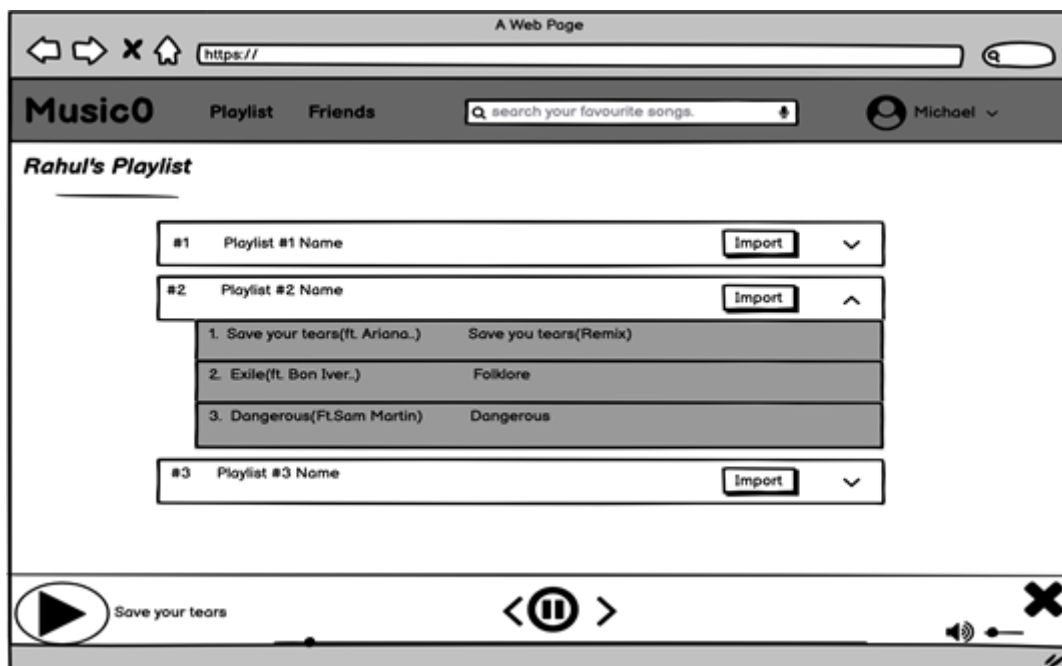 A Web Page
https://
Music0 Playlist Friends search your favourite songs. Michael
Rahul's Playlist
#1 Playlist #1 Name Import
#2 Playlist #2 Name Import
1. Save your tears(ft. Ariana..) Save you tears(Remix)
2. Exile(ft. Bon Iver..) Folklore
3. Dangerous(Ft.Sam Martin) Dangerous
#3 Playlist #3 Name Import
Save your tears